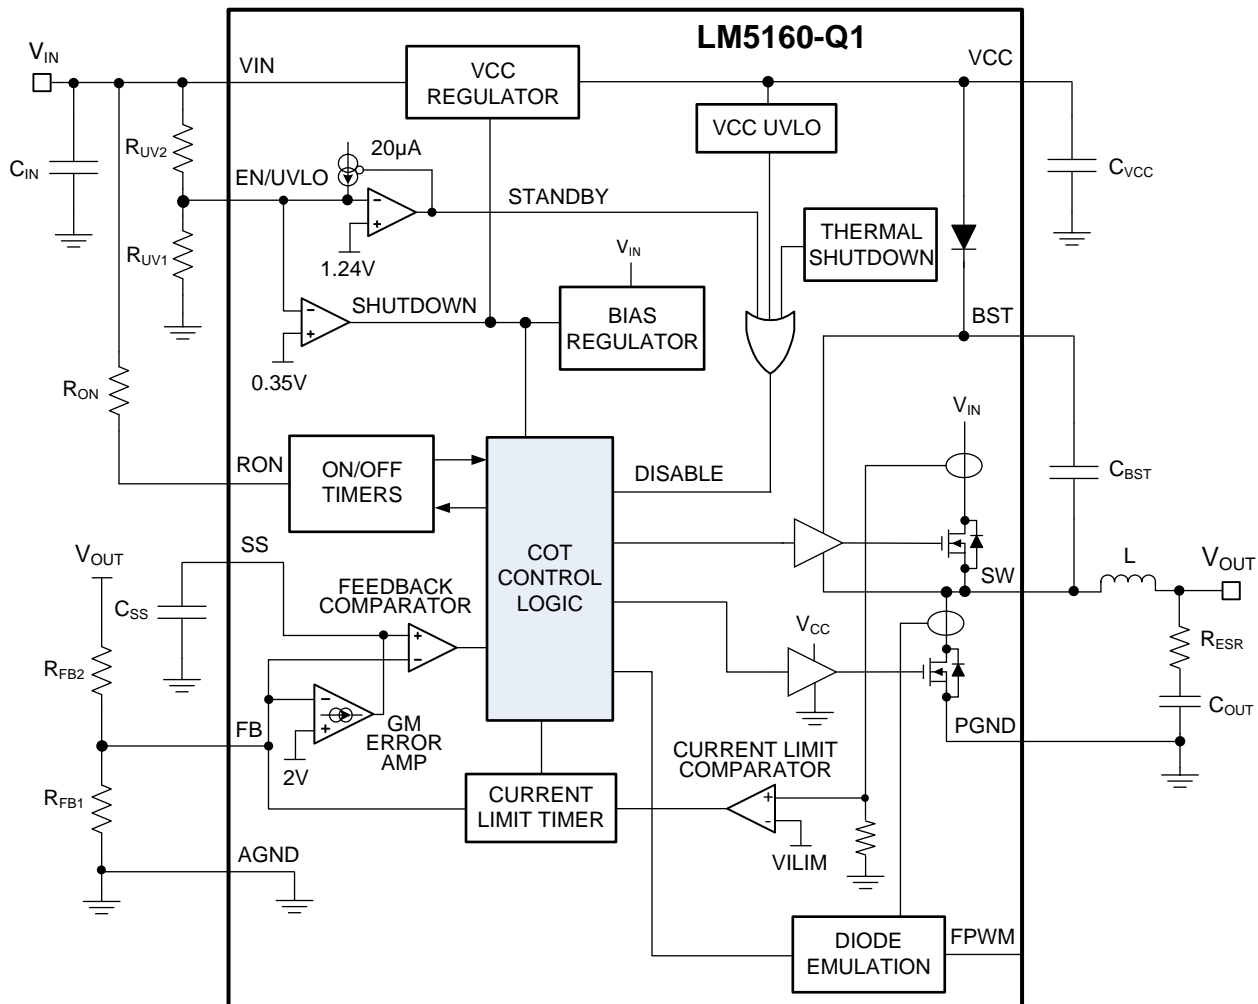 LM5160-Q1
VIN
VIN
VCC
REGULATOR
VCC
VCC UVLO
CIN
RUV2
20µA
EN/UVLO
STANDBY
CVCC
RUV1
1.24V
THERMAL
SHUTDOWN
VIN
SHUTDOWN
BIAS
REGULATOR
BST
0.35V
RON
VIN
RON
ON/OFF
TIMERS
DISABLE
CBST
SS
COT
CONTROL
LOGIC
VOUT
FEEDBACK
COMPARATOR
SW
L
VOUT
CSS
VCC
RESR
RFB2
FB
GM
ERROR
AMP
2V
COUT
PGND
CURRENT LIMIT
COMPARATOR
RFB1
CURRENT
LIMIT TIMER
VILIM
AGND
DIODE
EMULATION
FPWM